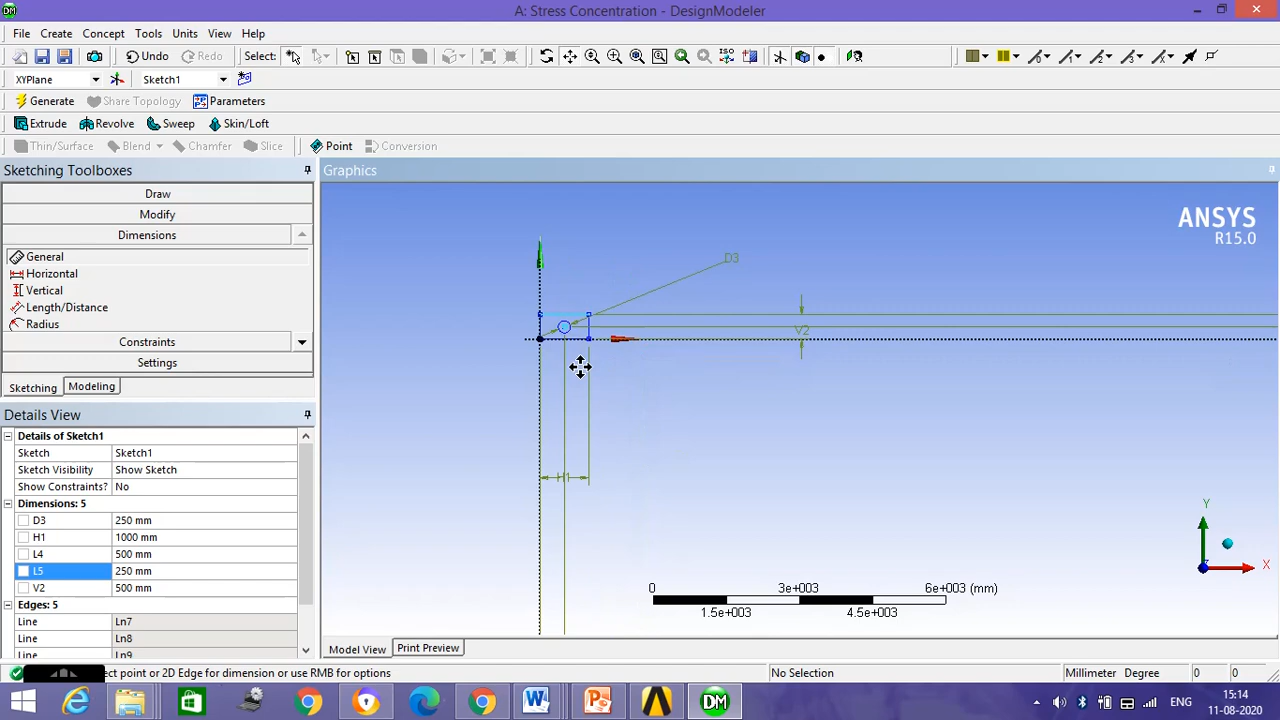 A: Stress Concentration - DesignModeler
File Create Concept Tools Units View Help
Undo Redo Select:
XYPlane Sketch1
Generate Share Topology Parameters
Extrude Revolve Sweep Skin/Loft
Thin/Surface Blend Chamfer Slice Point Conversion
Sketching Toolboxes
Draw
Modify
Dimensions
General
Horizontal
Vertical
Length/Distance
Radius
Constraints
Settings
Sketching Modeling
Details View
Details of Sketch1
Sketch Sketch1
Sketch Visibility Show Sketch
Show Constraints? No
Dimensions: 5
D3 250 mm
H1 1000 mm
L4 500 mm
L5 250 mm
V2 500 mm
Edges: 5
Line Ln7
Line Ln8
Line Ln9
Graphics
ANSYS
R15.0
D3
V2
H1
Y
X
0 3e+003 6e+003 (mm)
1.5e+003 4.5e+003
Model View Print Preview
ect point or 2D Edge for dimension or use RMB for options
No Selection
Millimeter Degree 0 0
ENG
15:14
11-08-2020